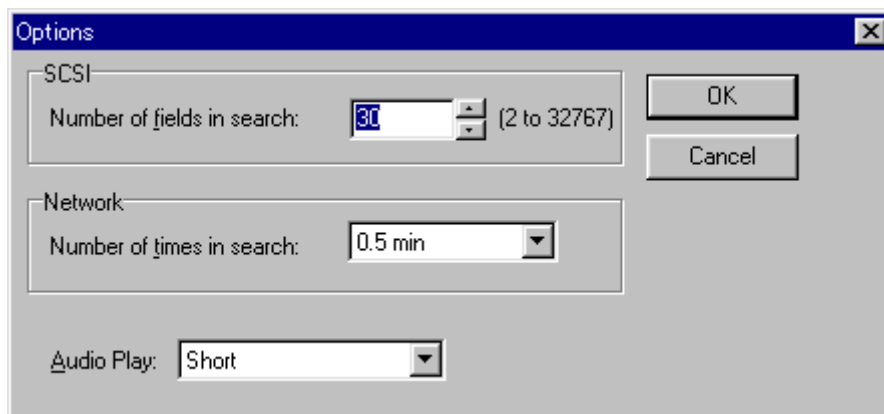 Options
SCSI
Number of fields in search: 30 (2 to 32767)
OK
Cancel
Network
Number of times in search: 0.5 min
Audio Play: Short